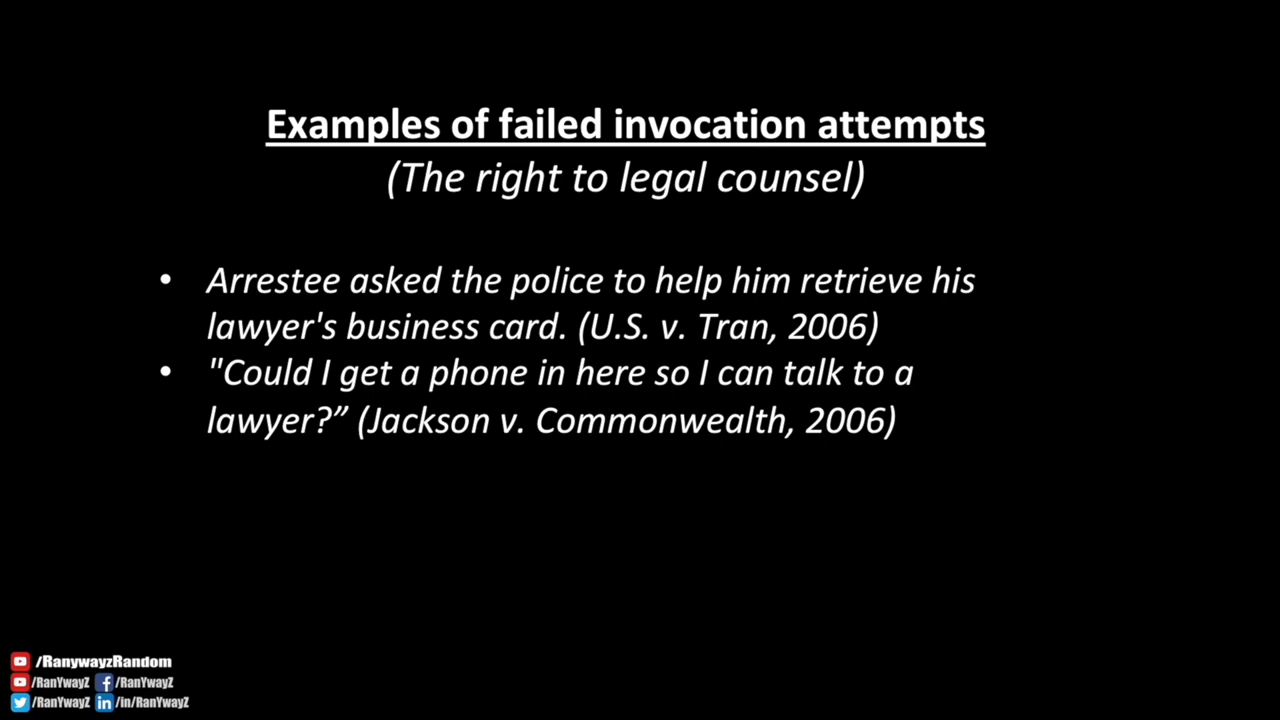 Examples of failed invocation attempts
(The right to legal counsel)
• Arrestee asked the police to help him retrieve his
lawyer's business card. (U.S. v. Tran, 2006)
• "Could I get a phone in here so I can talk to a
lawyer?” (Jackson v. Commonwealth, 2006)
/RanywayzRandom
/RanYwayZ /RanYwayZ
/RanYwayZ /in/RanYwayZ